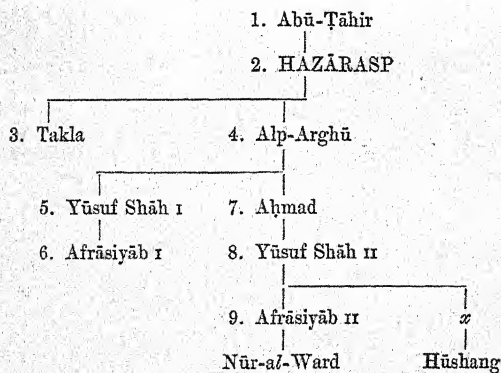 1. Abū-Ṭāhir
2. HAZĀRASP
3. Takla 4. Alp-Arghū
5. Yūsuf Shāh I 7. Aḥmad
6. Afrāsiyāb I 8. Yūsuf Shāh II
9. Afrāsiyāb II x
Nūr-al-Ward Hūshang